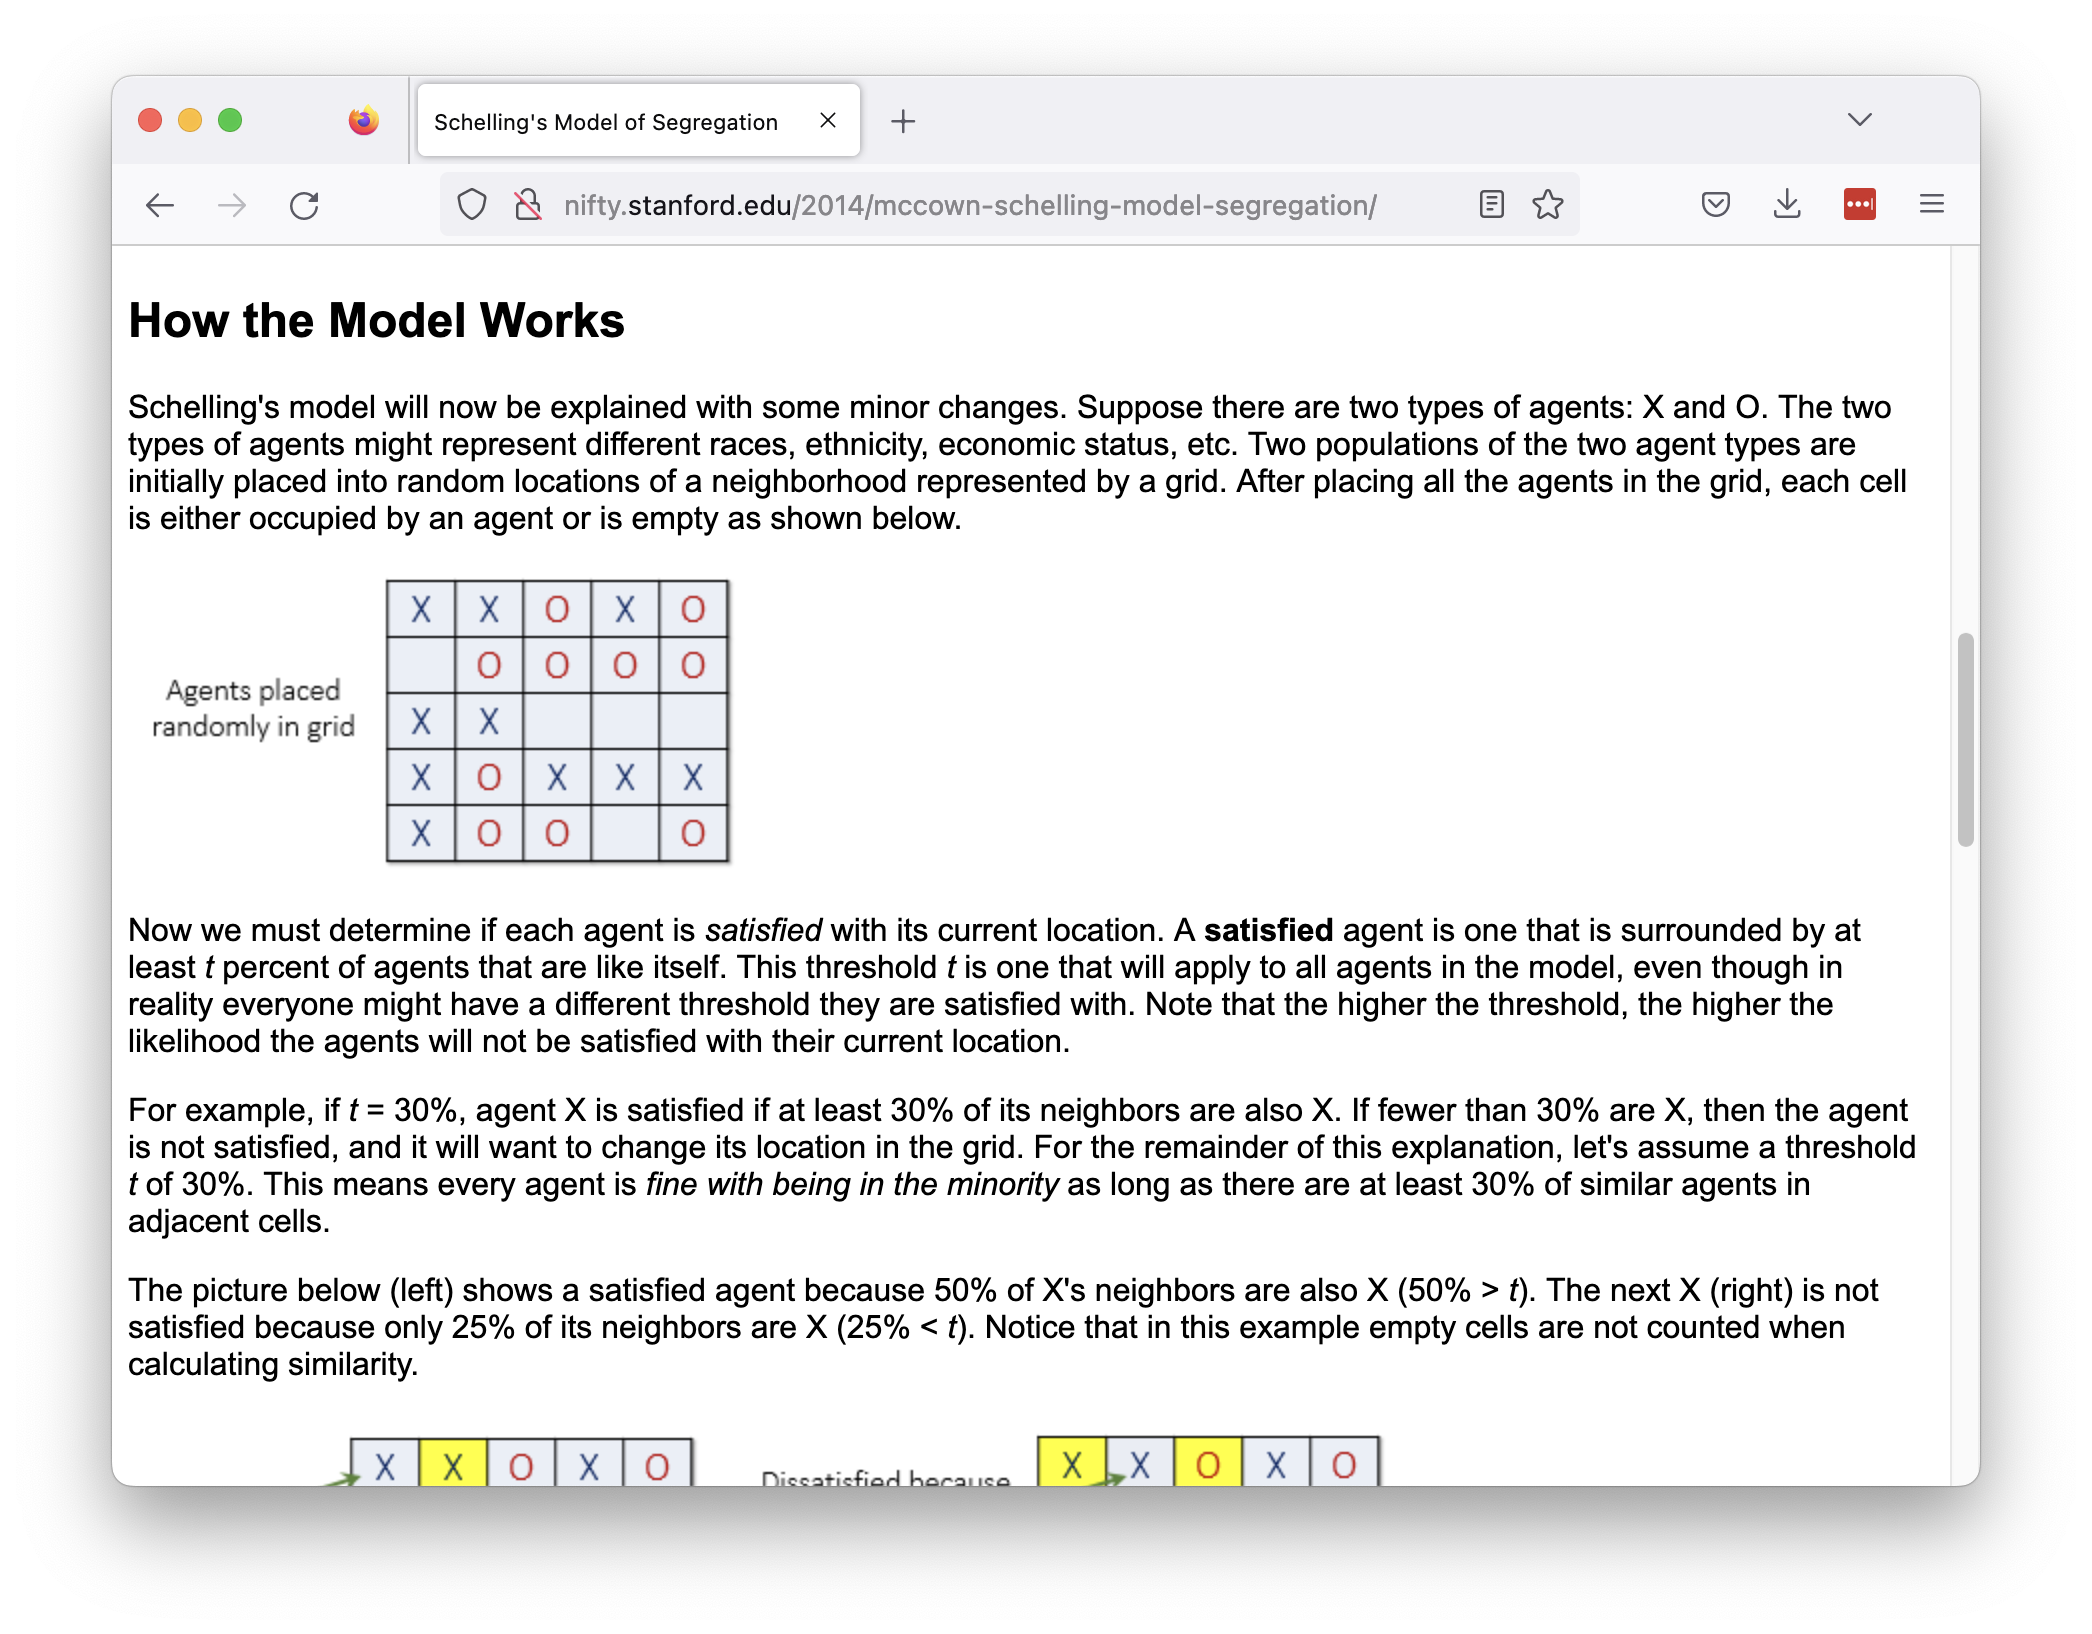 Schelling's Model of Segregation
nifty.stanford.edu/2014/mccown-schelling-model-segregation/
How the Model Works
Schelling's model will now be explained with some minor changes. Suppose there are two types of agents: X and O. The two
types of agents might represent different races, ethnicity, economic status, etc. Two populations of the two agent types are
initially placed into random locations of a neighborhood represented by a grid. After placing all the agents in the grid, each cell
is either occupied by an agent or is empty as shown below.
Agents placed
randomly in grid
X X O X O
O O O O
X X
X O X X X
X O O O
Now we must determine if each agent is satisfied with its current location. A satisfied agent is one that is surrounded by at
least t percent of agents that are like itself. This threshold t is one that will apply to all agents in the model, even though in
reality everyone might have a different threshold they are satisfied with. Note that the higher the threshold, the higher the
likelihood the agents will not be satisfied with their current location.
For example, if t = 30%, agent X is satisfied if at least 30% of its neighbors are also X. If fewer than 30% are X, then the agent
is not satisfied, and it will want to change its location in the grid. For the remainder of this explanation, let's assume a threshold
t of 30%. This means every agent is fine with being in the minority as long as there are at least 30% of similar agents in
adjacent cells.
The picture below (left) shows a satisfied agent because 50% of X's neighbors are also X (50% > t). The next X (right) is not
satisfied because only 25% of its neighbors are X (25% < t). Notice that in this example empty cells are not counted when
calculating similarity.
X X O X O
Dissatisfied because
X X O X O